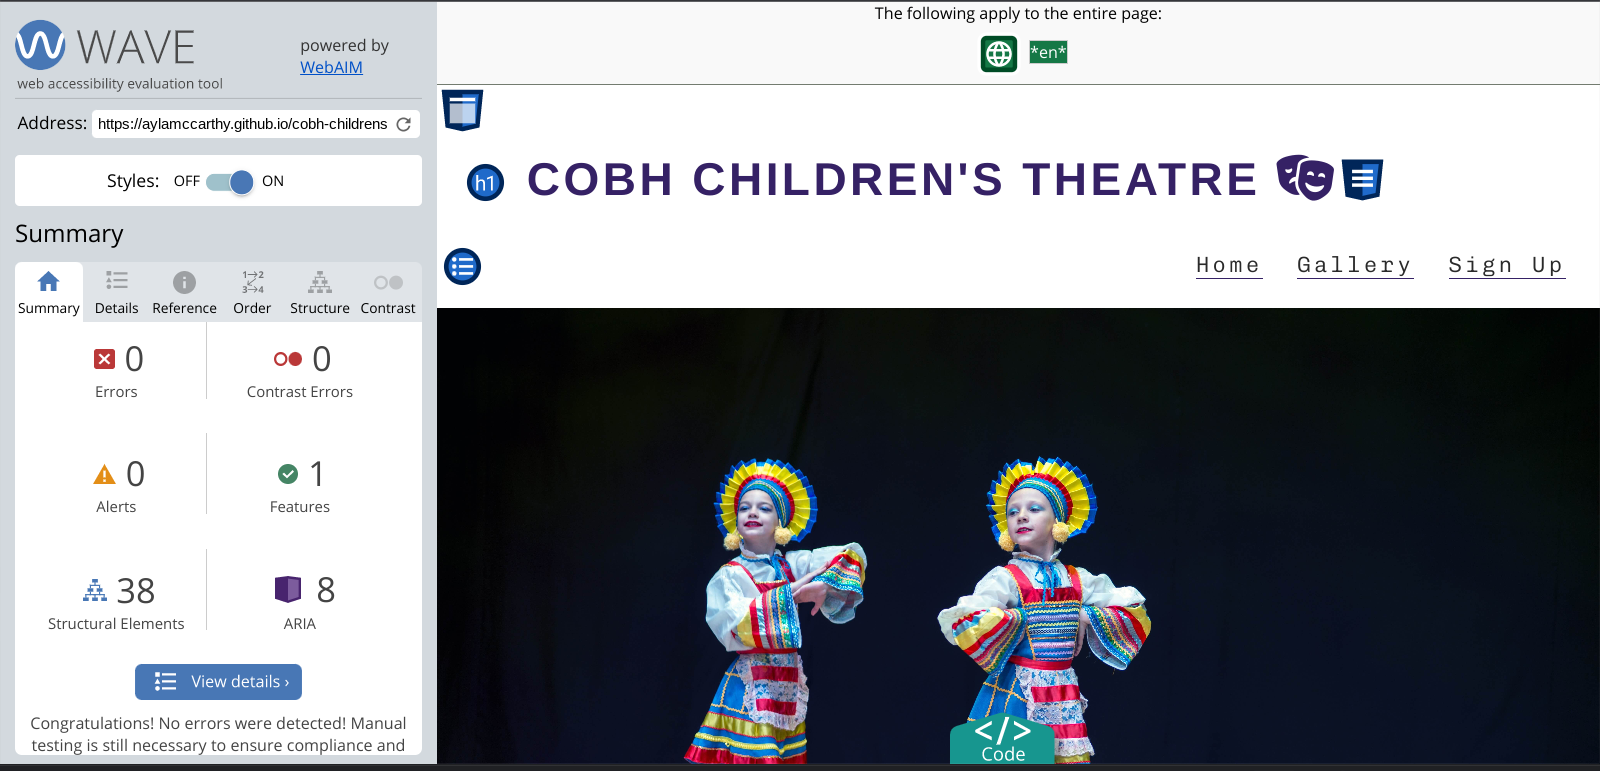 WAVE
web accessibility evaluation tool
powered by
WebAIM
Address: https://aylamccarthy.github.io/cobh-childrens
Styles: OFF ON
Summary
Summary Details Reference Order Structure Contrast
0 0
Errors Contrast Errors
0 1
Alerts Features
38 8
Structural Elements ARIA
View details ›
Congratulations! No errors were detected! Manual
testing is still necessary to ensure compliance and
The following apply to the entire page:
*en*
h1 COBH CHILDREN'S THEATRE
Home Gallery Sign Up
</>
Code